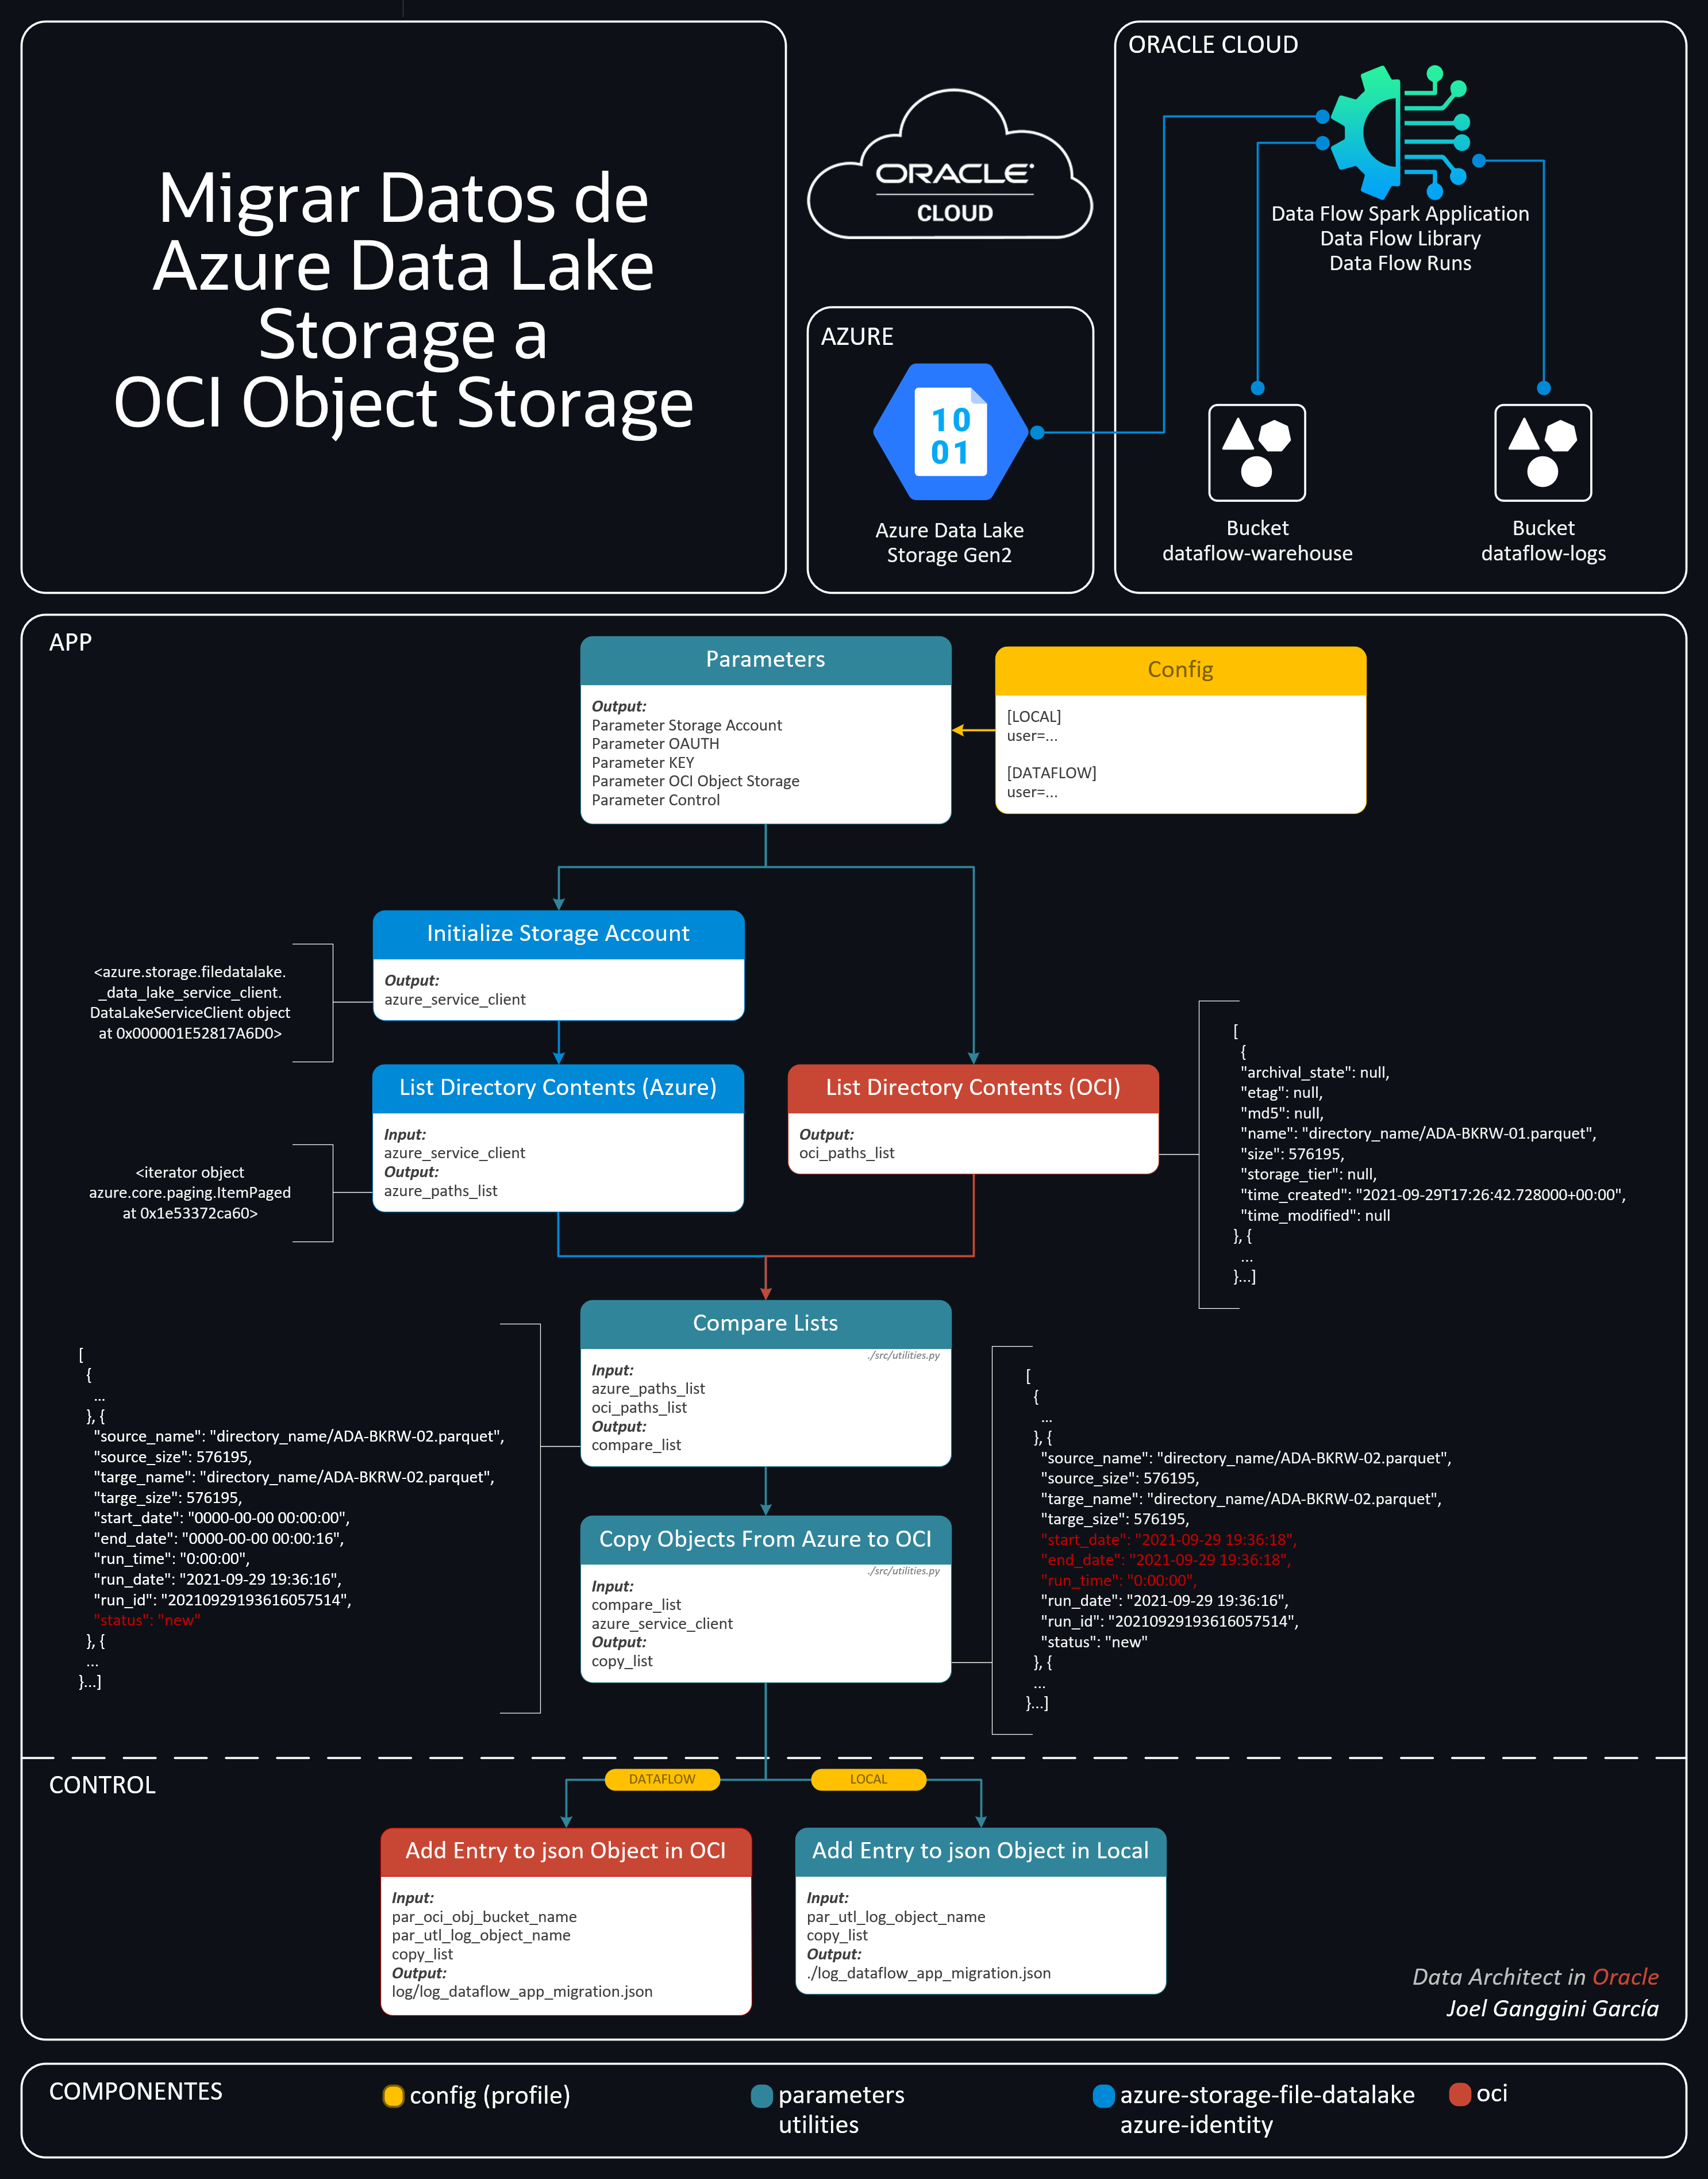 Migrar Datos de
Azure Data Lake
Storage a
OCI Object Storage
ORACLE
CLOUD
AZURE
10
01
Azure Data Lake
Storage Gen2
ORACLE CLOUD
Data Flow Spark Application
Data Flow Library
Data Flow Runs
Bucket
dataflow-warehouse
Bucket
dataflow-logs
APP
Parameters
Output:
Parameter Storage Account
Parameter OAUTH
Parameter KEY
Parameter OCI Object Storage
Parameter Control
Config
[LOCAL]
user=...
[DATAFLOW]
user=...
Initialize Storage Account
Output:
azure_service_client
<azure.storage.filedatalake.
_data_lake_service_client.
DataLakeServiceClient object
at 0x000001E52817A6D0>
List Directory Contents (Azure)
Input:
azure_service_client
Output:
azure_paths_list
<iterator object
azure.core.paging.ItemPaged
at 0x1e53372ca60>
List Directory Contents (OCI)
Output:
oci_paths_list
[
{
"archival_state": null,
"etag": null,
"md5": null,
"name": "directory_name/ADA-BKRW-01.parquet",
"size": 576195,
"storage_tier": null,
"time_created": "2021-09-29T17:26:42.728000+00:00",
"time_modified": null
}, {
...
}...]
Compare Lists
./src/utilities.py
Input:
azure_paths_list
oci_paths_list
Output:
compare_list
[
{
...
}, {
"source_name": "directory_name/ADA-BKRW-02.parquet",
"source_size": 576195,
"targe_name": "directory_name/ADA-BKRW-02.parquet",
"targe_size": 576195,
"start_date": "0000-00-00 00:00:00",
"end_date": "0000-00-00 00:00:16",
"run_time": "0:00:00",
"run_date": "2021-09-29 19:36:16",
"run_id": "20210929193616057514",
"status": "new"
}, {
...
}...]
Copy Objects From Azure to OCI
./src/utilities.py
Input:
compare_list
azure_service_client
Output:
copy_list
[
{
...
}, {
"source_name": "directory_name/ADA-BKRW-02.parquet",
"source_size": 576195,
"targe_name": "directory_name/ADA-BKRW-02.parquet",
"targe_size": 576195,
"start_date": "2021-09-29 19:36:18",
"end_date": "2021-09-29 19:36:18",
"run_time": "0:00:00",
"run_date": "2021-09-29 19:36:16",
"run_id": "20210929193616057514",
"status": "new"
}, {
...
}...]
CONTROL
DATAFLOW
LOCAL
Add Entry to json Object in OCI
Input:
par_oci_obj_bucket_name
par_utl_log_object_name
copy_list
Output:
log/log_dataflow_app_migration.json
Add Entry to json Object in Local
Input:
par_utl_log_object_name
copy_list
Output:
./log_dataflow_app_migration.json
Data Architect in Oracle
Joel Ganggini García
COMPONENTES
config (profile)
parameters
utilities
azure-storage-file-datalake
azure-identity
oci